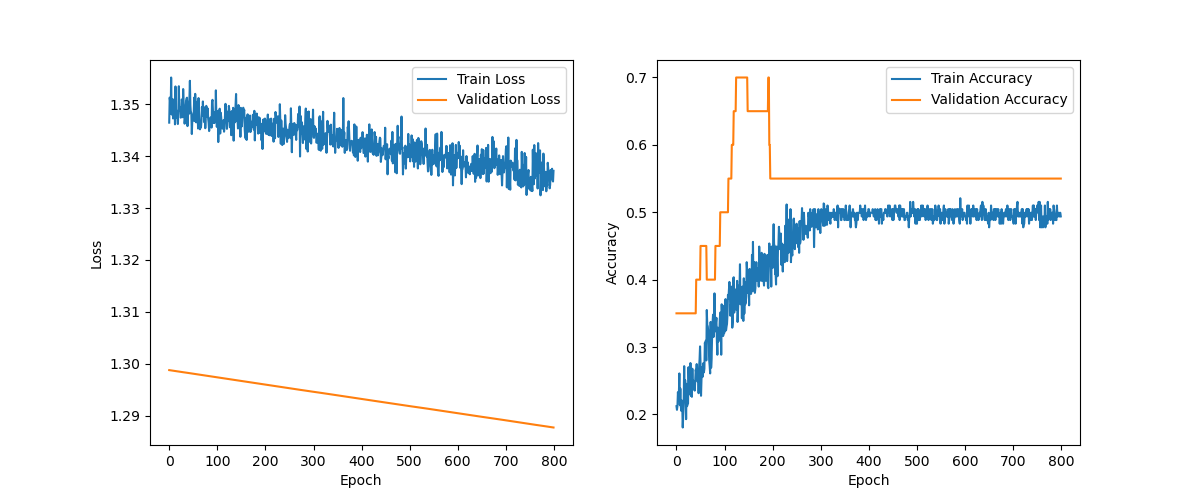 Train Loss
Validation Loss
1.35
1.34
1.33
1.32
1.31
1.30
1.29
Loss
0 100 200 300 400 500 600 700 800
Epoch
Train Accuracy
Validation Accuracy
0.7
0.6
0.5
0.4
0.3
0.2
Accuracy
0 100 200 300 400 500 600 700 800
Epoch